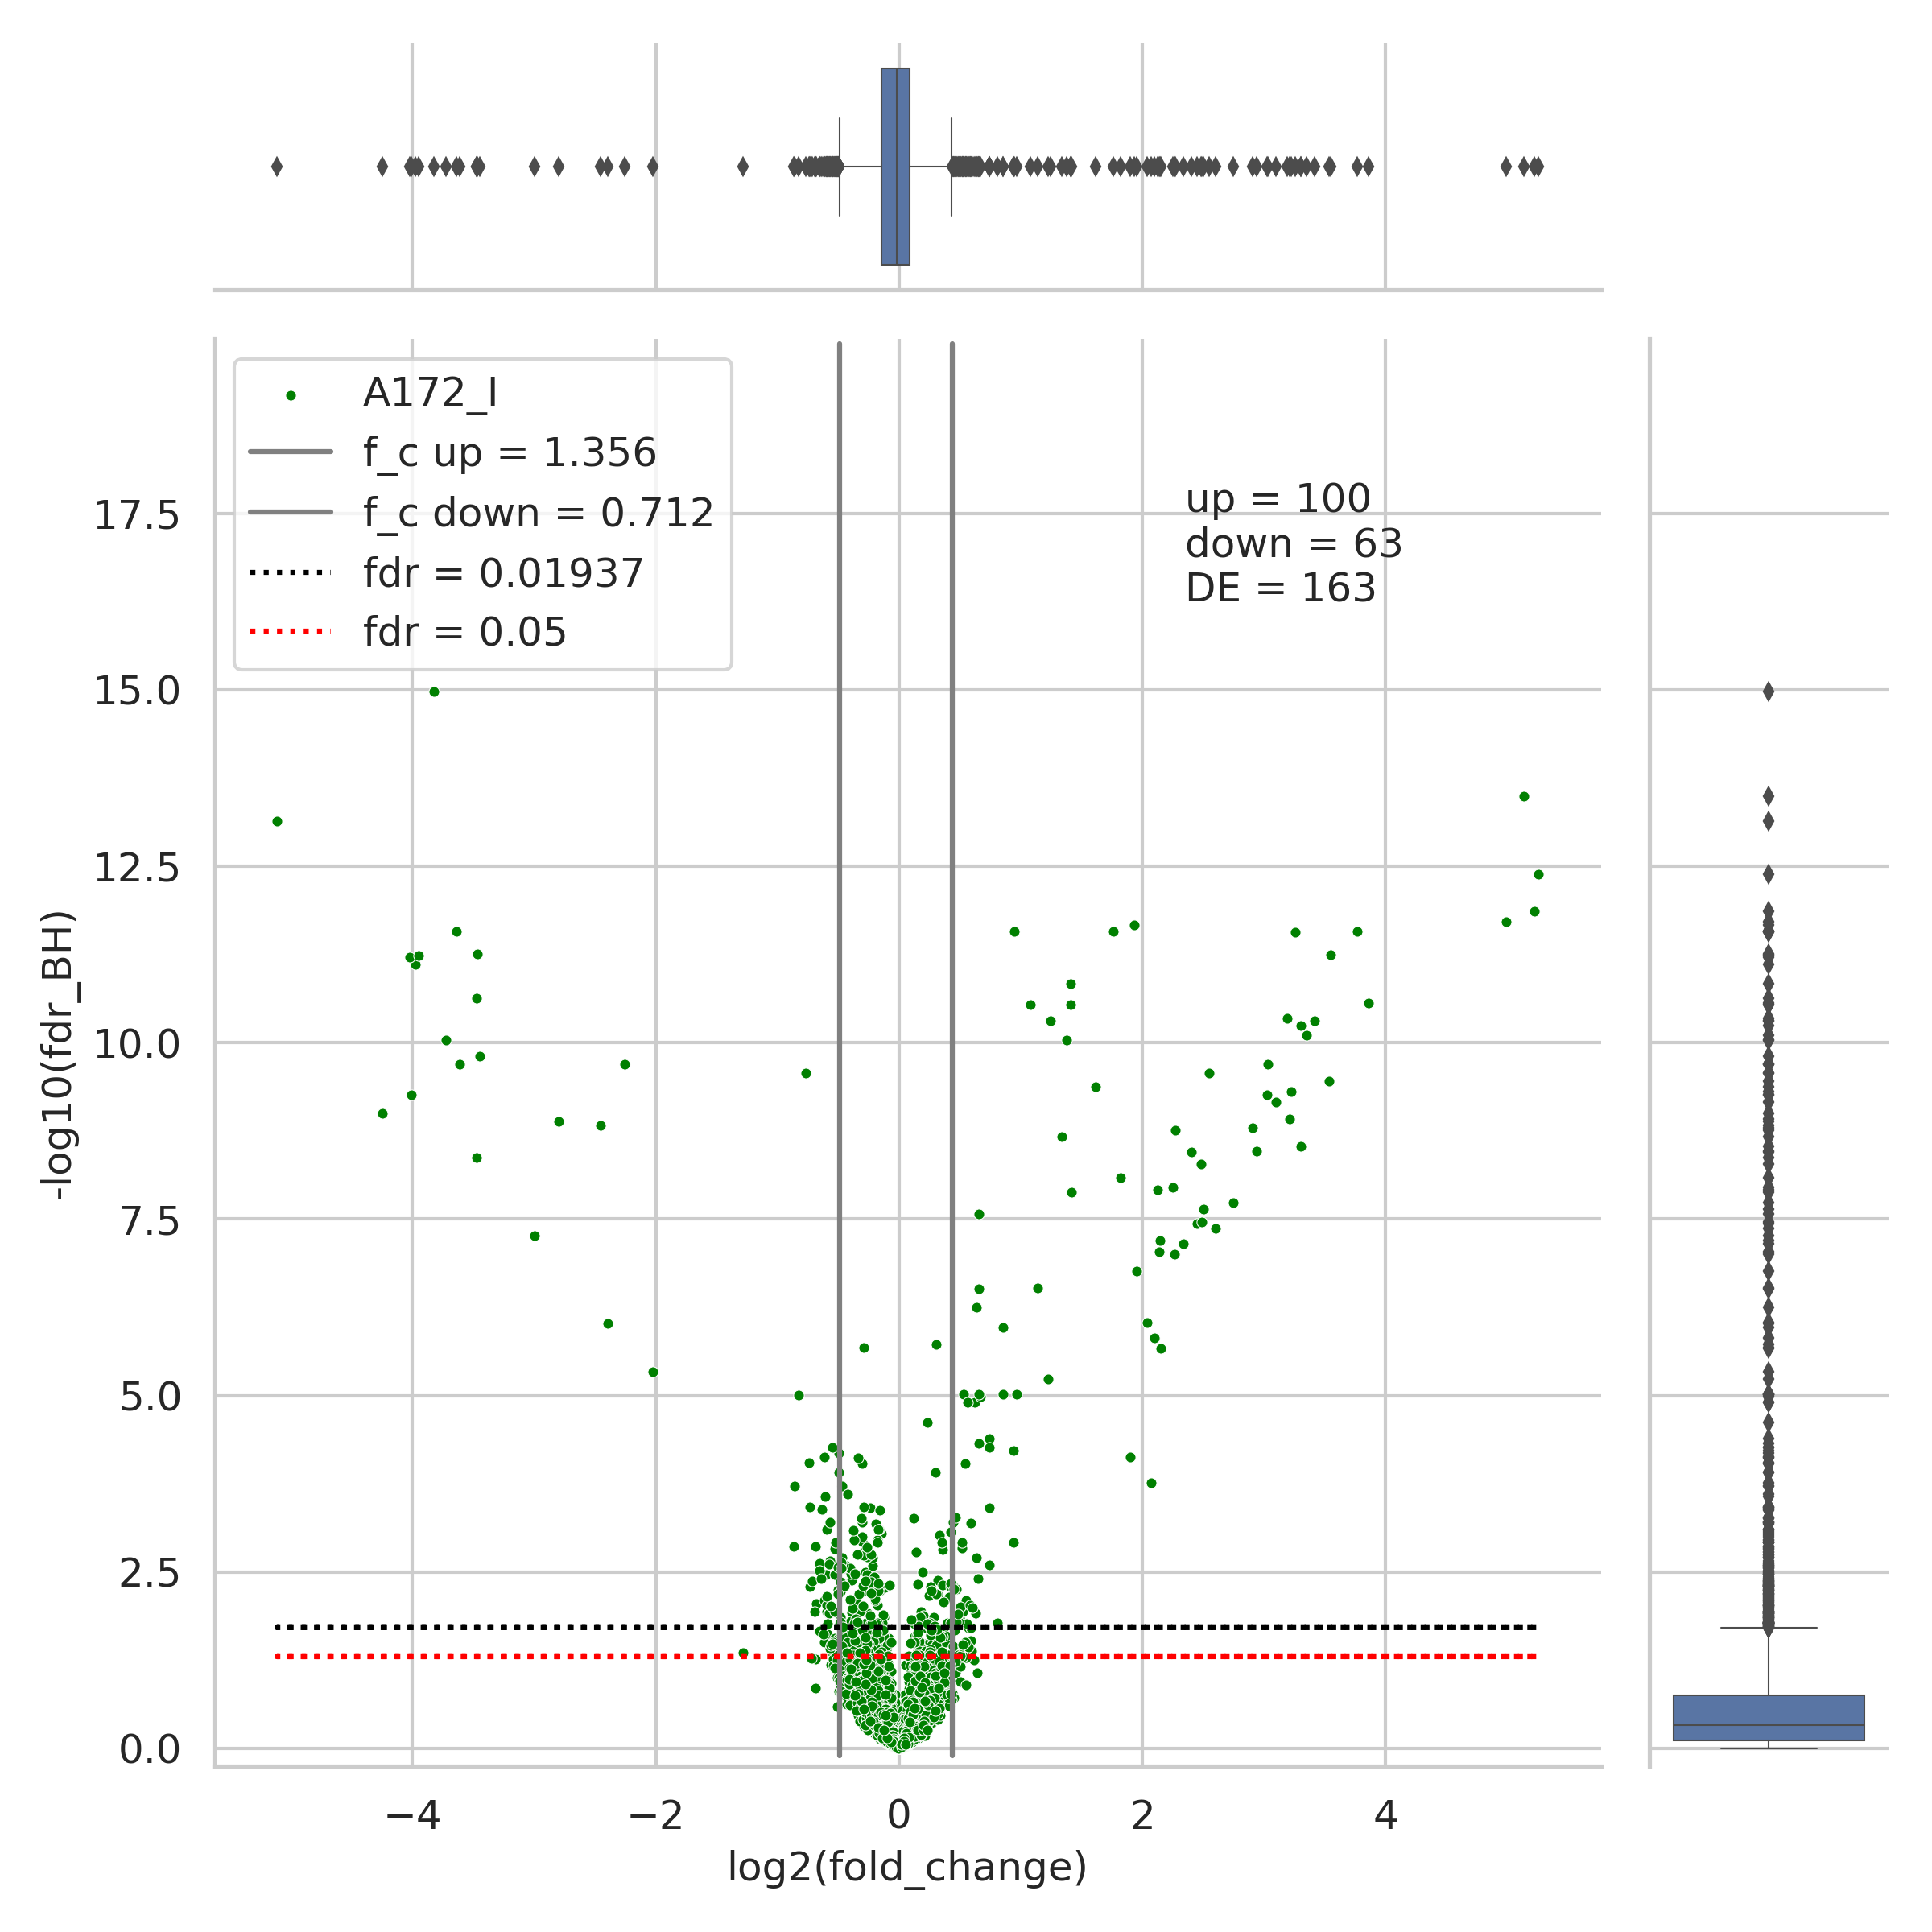 A172_I
f_c up = 1.356
f_c down = 0.712
fdr = 0.01937
fdr = 0.05
up = 100
down = 63
DE = 163
17.5
15.0
12.5
10.0
7.5
5.0
2.5
0.0
-log10(fdr_BH)
−4
−2
0
2
4
log2(fold_change)